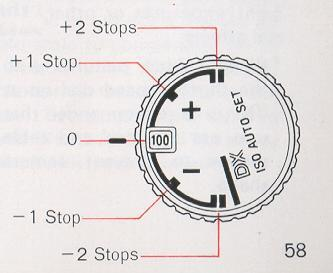 +2 Stops
+1 Stop
0
100
+
−
DX
ISO AUTO SET
−1 Stop
−2 Stops
58